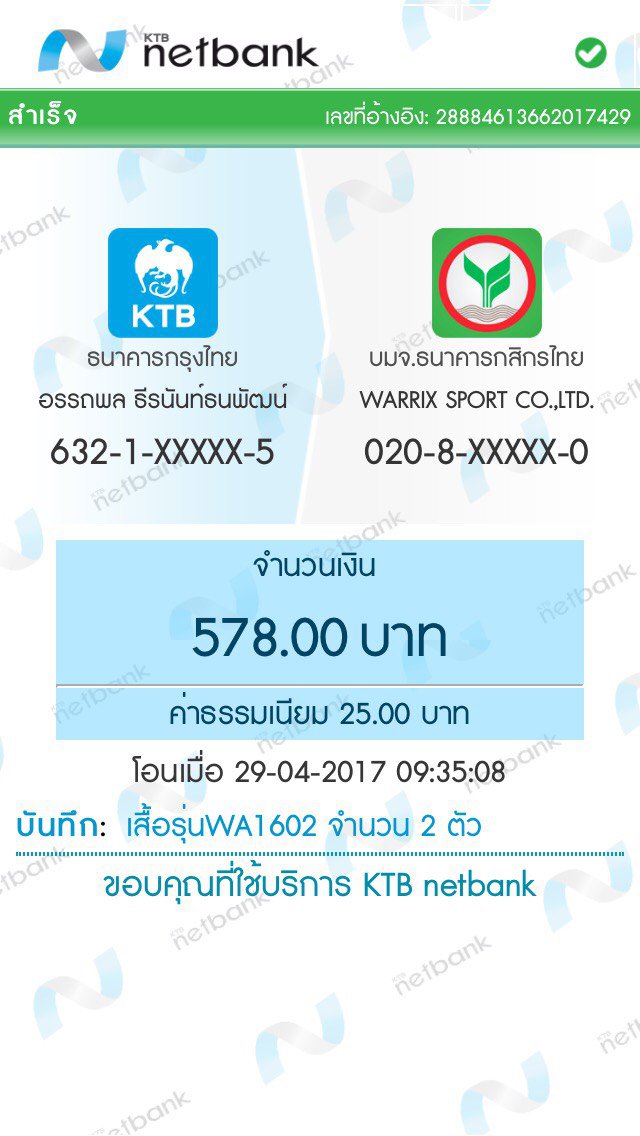 KTB
netbank
สำเร็จ
เลขที่อ้างอิง: 28884613662017429
KTB
ธนาคารกรุงไทย
อรรถพล ธีรนันท์ธนพัฒน์
632-1-XXXXX-5
บมจ.ธนาคารกสิกรไทย
WARRIX SPORT CO.,LTD.
020-8-XXXXX-0
จำนวนเงิน
578.00 บาท
ค่าธรรมเนียม 25.00 บาท
โอนเมื่อ 29-04-2017 09:35:08
บันทึก: เสื้อรุ่นWA1602 จำนวน 2 ตัว
ขอบคุณที่ใช้บริการ KTB netbank